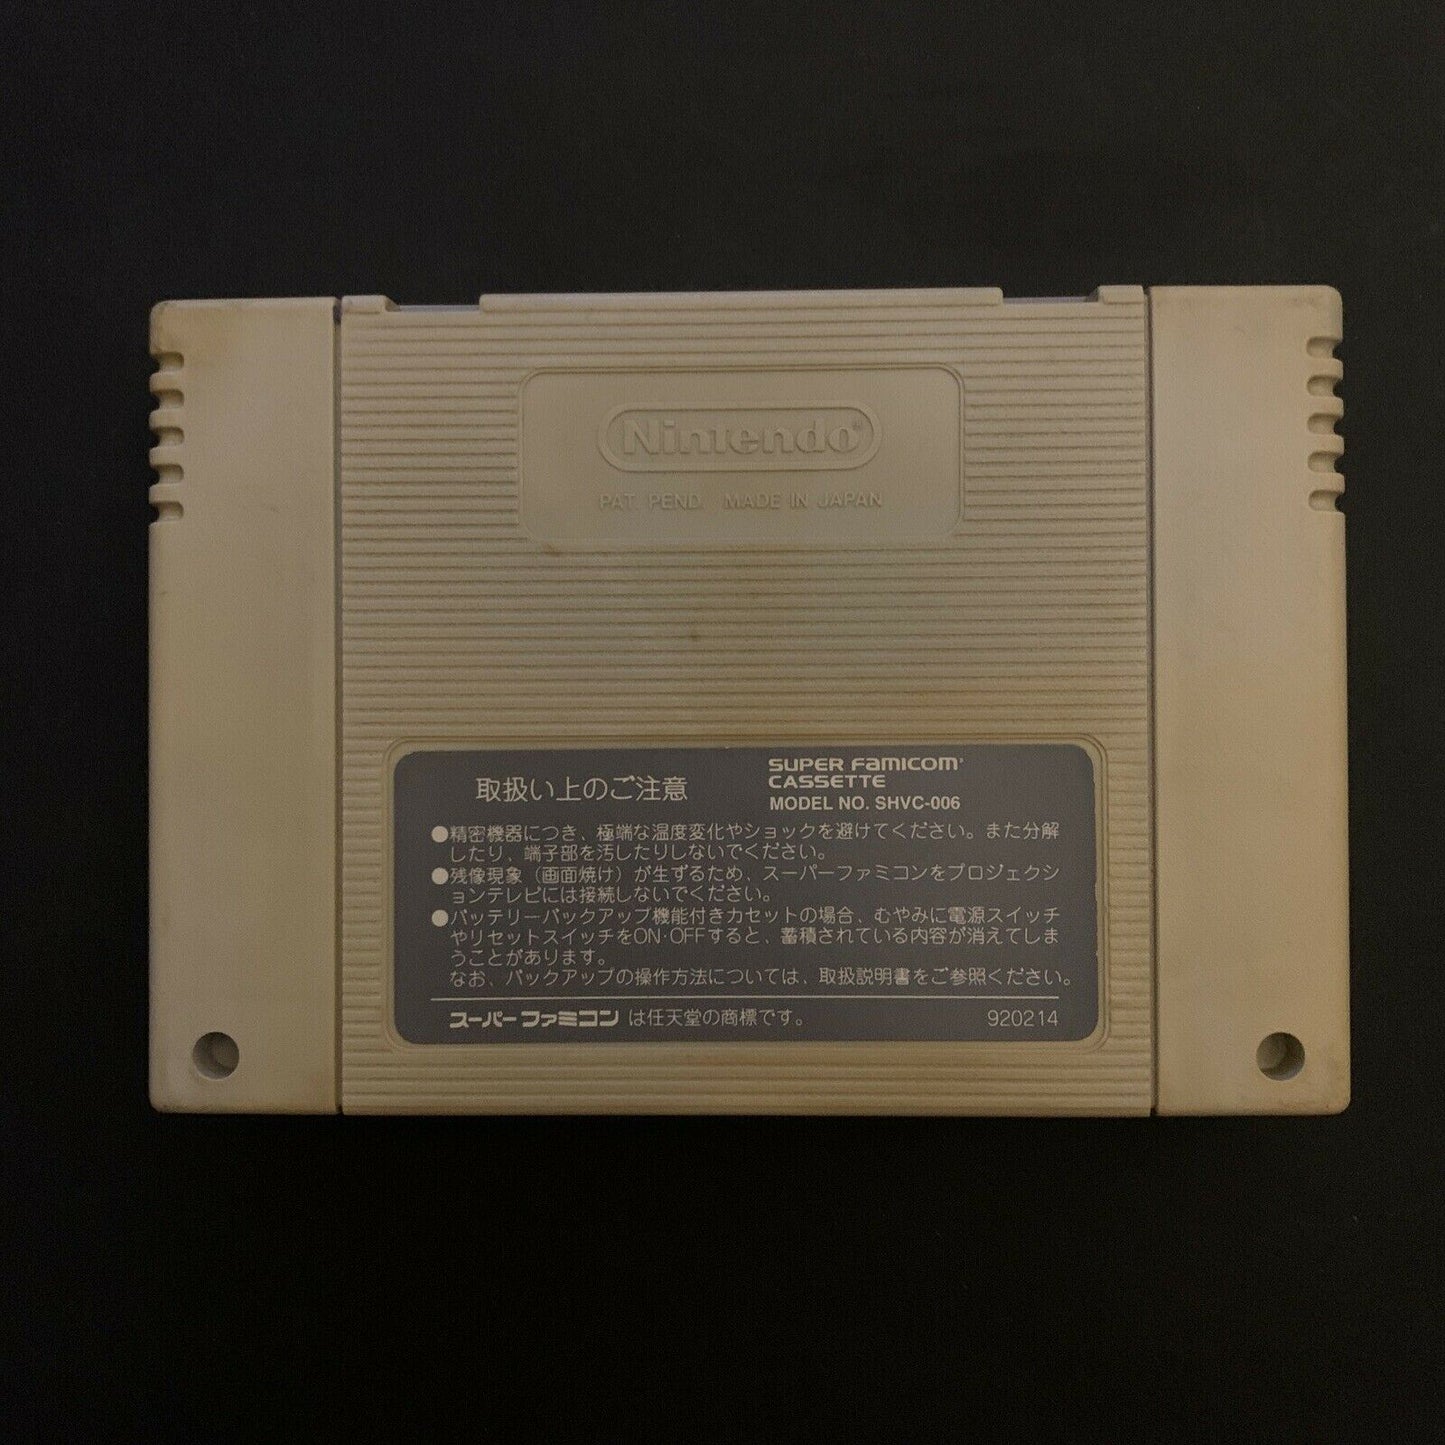 Nintendo®
PAT. PEND. MADE IN JAPAN
取扱い上のご注意
SUPER FAMICOM
CASSETTE
MODEL NO. SHVC-006
●精密機器につき、極端な温度変化やショックを避けてください。また分解
したり、端子部を汚したりしないでください。
●残像現象（画面焼け）が生ずるため、スーパーファミコンをプロジェクシ
ョンテレビには接続しないでください。
●バッテリーバックアップ機能付きカセットの場合、むやみに電源スイッチ
やリセットスイッチをON·OFFすると、蓄積されている内容が消えてしま
うことがあります。
なお、バックアップの操作方法については、取扱説明書をご参照ください。
スーパーファミコンは任天堂の商標です。 920214